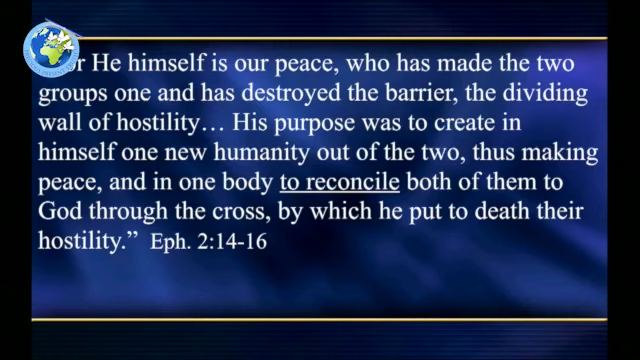 r He himself is our peace, who has made the two
groups one and has destroyed the barrier, the dividing
wall of hostility… His purpose was to create in
himself one new humanity out of the two, thus making
peace, and in one body to reconcile both of them to
God through the cross, by which he put to death their
hostility.” Eph. 2:14-16